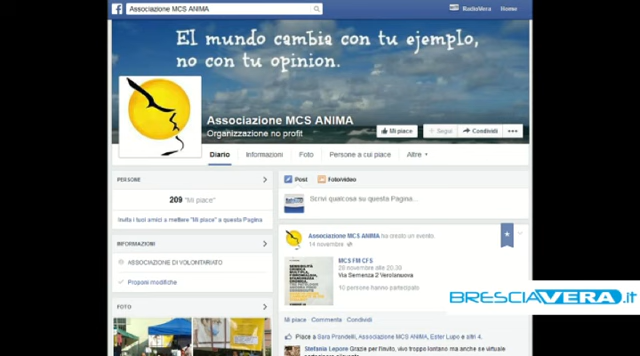 Associazione MCS ANIMA
RadioVera Home
El mundo cambia con tu ejemplo,
no con tu opinion.
Associazione MCS ANIMA
Organizzazione no profit
Mi piace
Segui
Condividi
Diario Informazioni Foto Persone a cui piace Altre
PERSONE
209 "Mi piace"
Invita i tuoi amici a mettere "Mi piace" a questa Pagina
INFORMAZIONI
ASSOCIAZIONE DI VOLONTARIATO
Proponi modifiche
FOTO
Post Foto/video
Scrivi qualcosa su questa Pagina...
Associazione MCS ANIMA ha creato un evento
14 novembre
SENSIBILITÀ
CHIMICA
MULTIPLA,
MCS FM CFS
28 novembre alle 20:30
Via Semenza 2 Verolanuova
10 persone hanno partecipato
Mi piace Commenta Condividi
Piace a Sara Prandelli, Associazione MCS ANIMA, Ester Lupo e altri 4.
Stefania Lepore Grazie per l'invito, vivo troppo lontano anche se virtuale
BRESCIAVERA.it